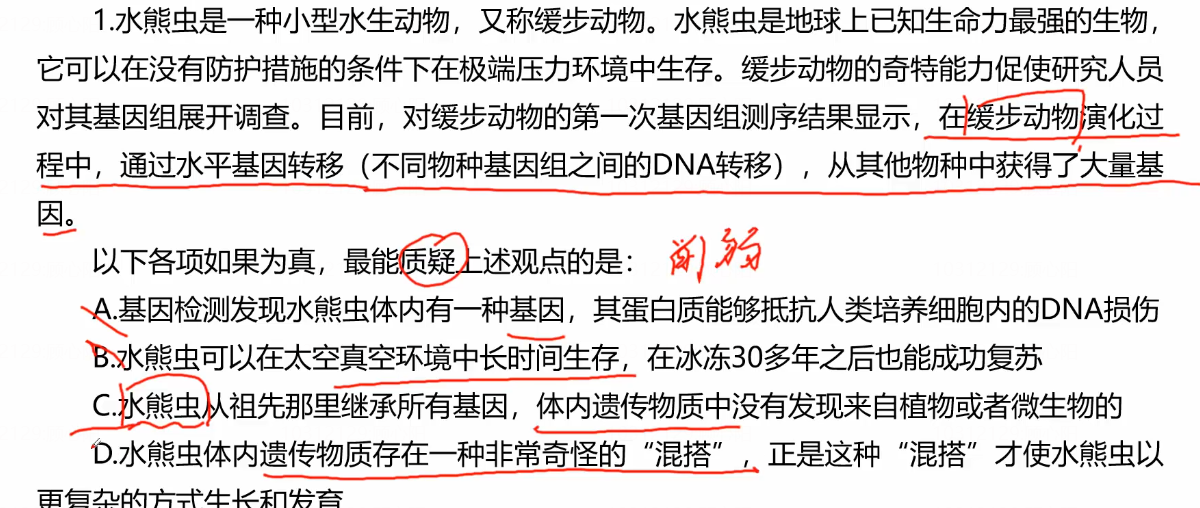 1.水熊虫是一种小型水生动物，又称缓步动物。水熊虫是地球上已知生命力最强的生物，
它可以在没有防护措施的条件下在极端压力环境中生存。缓步动物的奇特能力促使研究人员
对其基因组展开调查。目前，对缓步动物的第一次基因组测序结果显示，在缓步动物演化过
程中，通过水平基因转移（不同物种基因组之间的DNA转移），从其他物种中获得了大量基
因。
以下各项如果为真，最能质疑上述观点的是： 削弱
A.基因检测发现水熊虫体内有一种基因，其蛋白质能够抵抗人类培养细胞内的DNA损伤
B.水熊虫可以在太空真空环境中长时间生存，在冰冻30多年之后也能成功复苏
C.水熊虫从祖先那里继承所有基因，体内遗传物质中没有发现来自植物或者微生物的
D.水熊虫体内遗传物质存在一种非常奇怪的“混搭”，正是这种“混搭”才使水熊虫以
更复杂的方式生长和发育